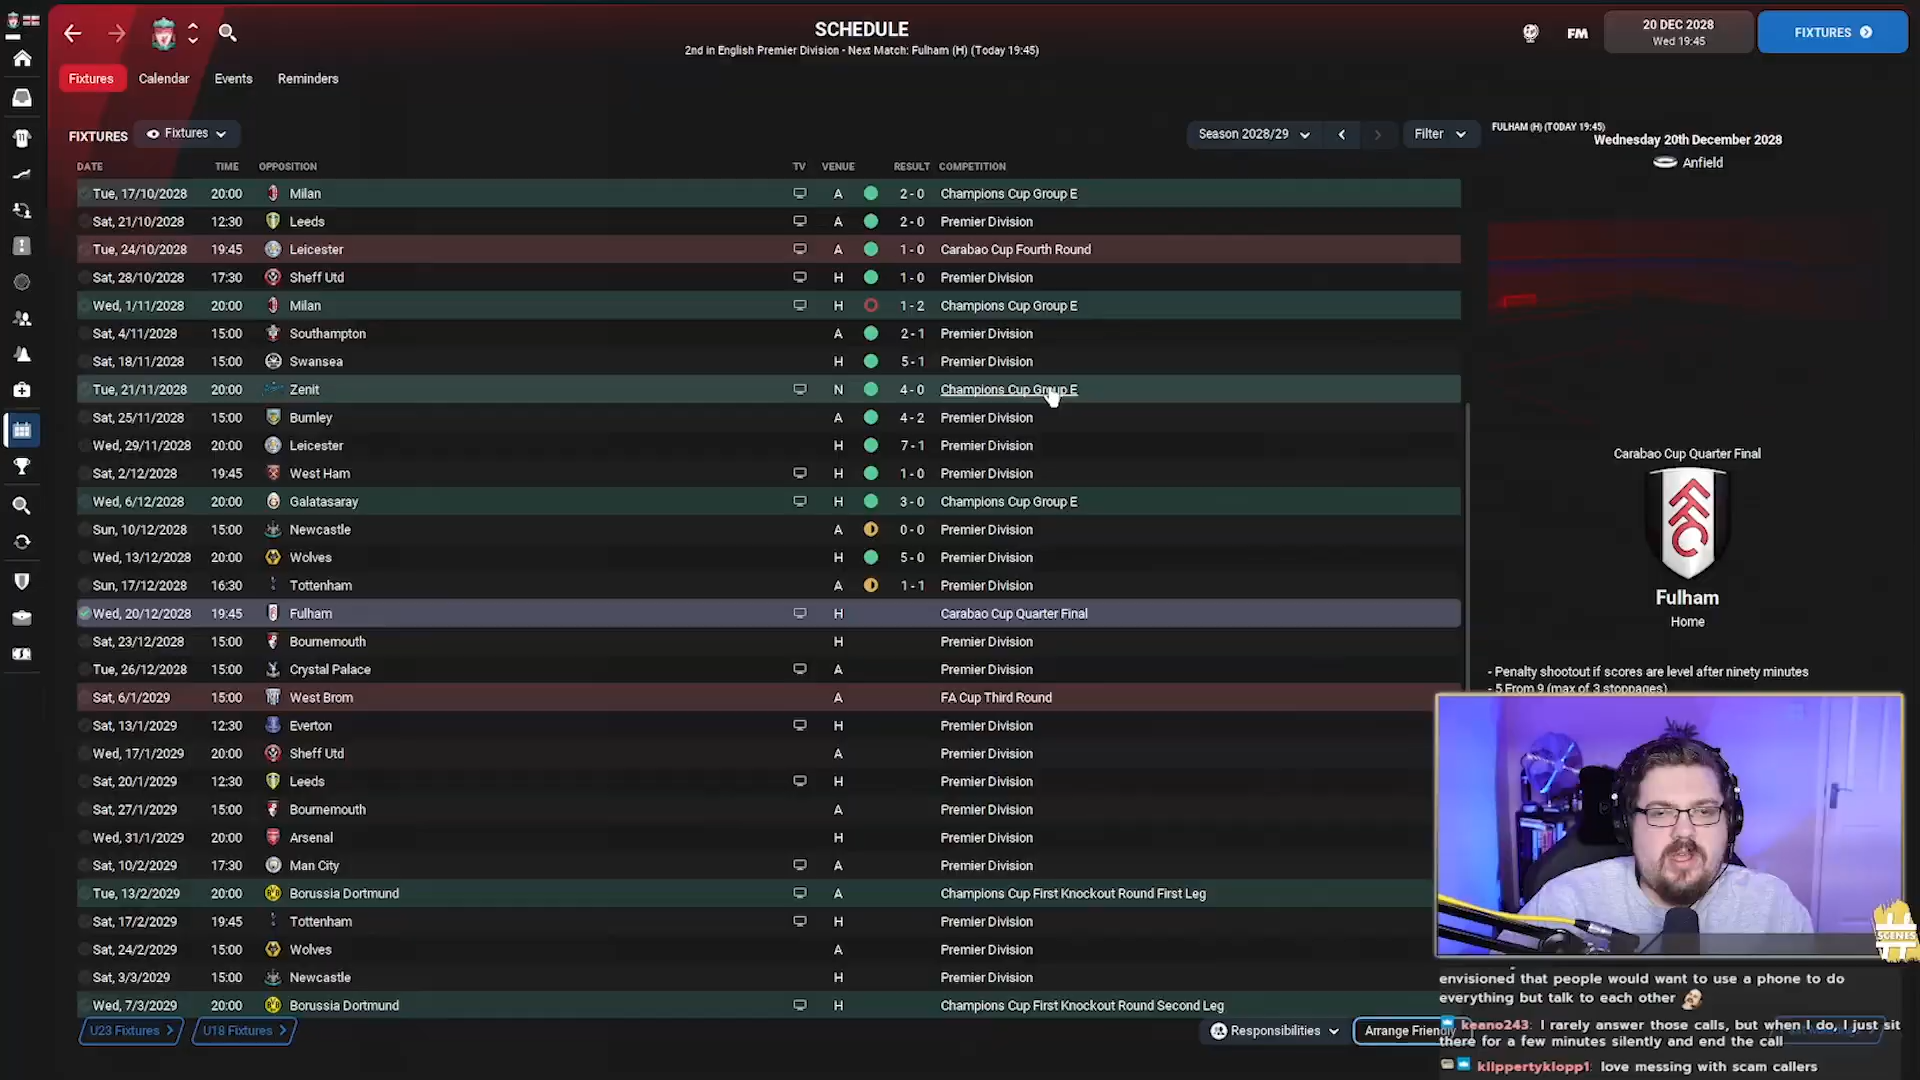 SCHEDULE
2nd in English Premier Division - Next Match: Fulham (H) (Today 19:45)
FM
20 DEC 2028
Wed 19:45
FIXTURES
Fixtures Calendar Events Reminders
FIXTURES Fixtures
Season 2028/29
Filter
DATE TIME OPPOSITION TV VENUE RESULT COMPETITION
Tue, 17/10/2028 20:00 Milan A 2 - 0 Champions Cup Group E
Sat, 21/10/2028 12:30 Leeds A 2 - 0 Premier Division
Tue, 24/10/2028 19:45 Leicester A 1 - 0 Carabao Cup Fourth Round
Sat, 28/10/2028 17:30 Sheff Utd H 1 - 0 Premier Division
Wed, 1/11/2028 20:00 Milan H 1 - 2 Champions Cup Group E
Sat, 4/11/2028 15:00 Southampton A 2 - 1 Premier Division
Sat, 18/11/2028 15:00 Swansea H 5 - 1 Premier Division
Tue, 21/11/2028 20:00 Zenit N 4 - 0 Champions Cup Group E
Sat, 25/11/2028 15:00 Burnley A 4 - 2 Premier Division
Wed, 29/11/2028 20:00 Leicester H 7 - 1 Premier Division
Sat, 2/12/2028 19:45 West Ham H 1 - 0 Premier Division
Wed, 6/12/2028 20:00 Galatasaray H 3 - 0 Champions Cup Group E
Sun, 10/12/2028 15:00 Newcastle A 0 - 0 Premier Division
Wed, 13/12/2028 20:00 Wolves H 5 - 0 Premier Division
Sun, 17/12/2028 16:30 Tottenham A 1 - 1 Premier Division
Wed, 20/12/2028 19:45 Fulham H Carabao Cup Quarter Final
Sat, 23/12/2028 15:00 Bournemouth H Premier Division
Tue, 26/12/2028 15:00 Crystal Palace A Premier Division
Sat, 6/1/2029 15:00 West Brom A FA Cup Third Round
Sat, 13/1/2029 12:30 Everton H Premier Division
Wed, 17/1/2029 20:00 Sheff Utd A Premier Division
Sat, 20/1/2029 12:30 Leeds H Premier Division
Sat, 27/1/2029 15:00 Bournemouth A Premier Division
Wed, 31/1/2029 20:00 Arsenal H Premier Division
Sat, 10/2/2029 17:30 Man City A Premier Division
Tue, 13/2/2029 20:00 Borussia Dortmund A Champions Cup First Knockout Round First Leg
Sat, 17/2/2029 19:45 Tottenham H Premier Division
Sat, 24/2/2029 15:00 Wolves A Premier Division
Sat, 3/3/2029 15:00 Newcastle H Premier Division
Wed, 7/3/2029 20:00 Borussia Dortmund H Champions Cup First Knockout Round Second Leg
U23 Fixtures
U18 Fixtures
Responsibilities
Arrange Friendly
FULHAM (H) (TODAY 19:45)
Wednesday 20th December 2028
Anfield
Carabao Cup Quarter Final
FFC
Fulham
Home
- Penalty shootout if scores are level after ninety minutes
- 5 From 9 (max of 3 stoppages)
SCENES
envisioned that people would want to use a phone to do
everything but talk to each other
keano243: I rarely answer those calls, but when I do, I just sit
there for a few minutes silently and end the call
klippertyklopp1: love messing with scam callers